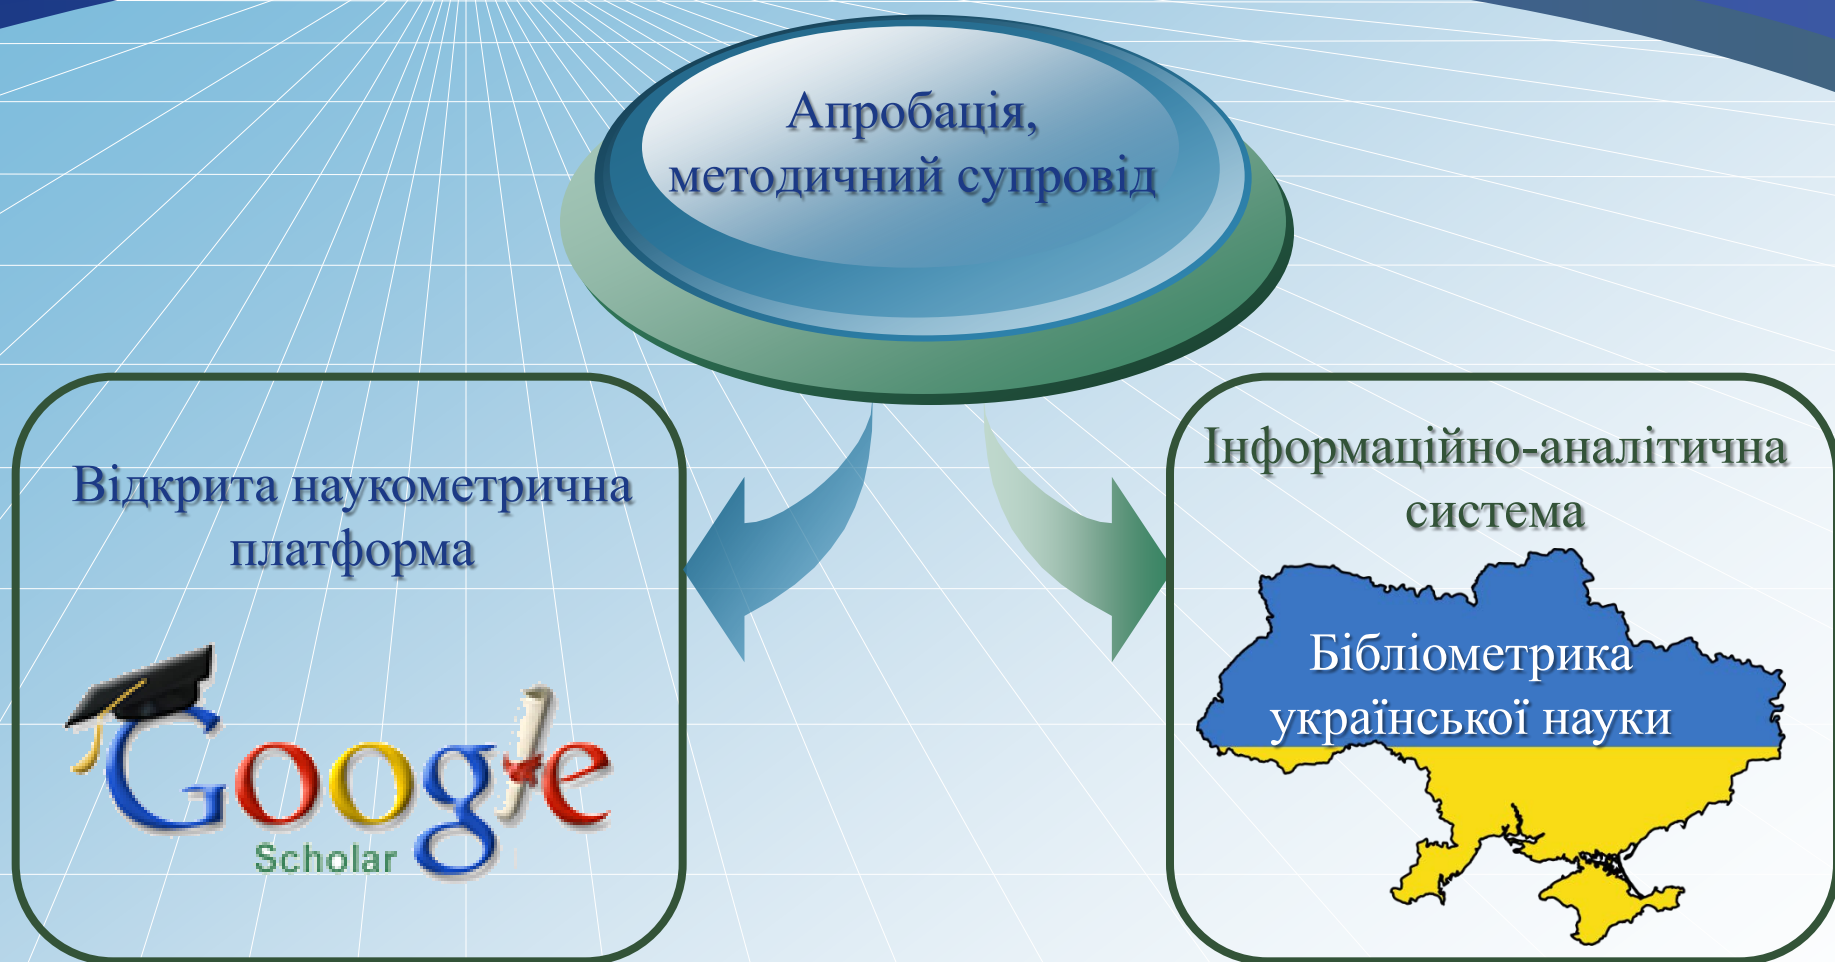 Апробація,
методичний супровід
Відкрита наукометрична
платформа
Google
Scholar
Інформаційно-аналітична
система
Бібліометрика
української науки